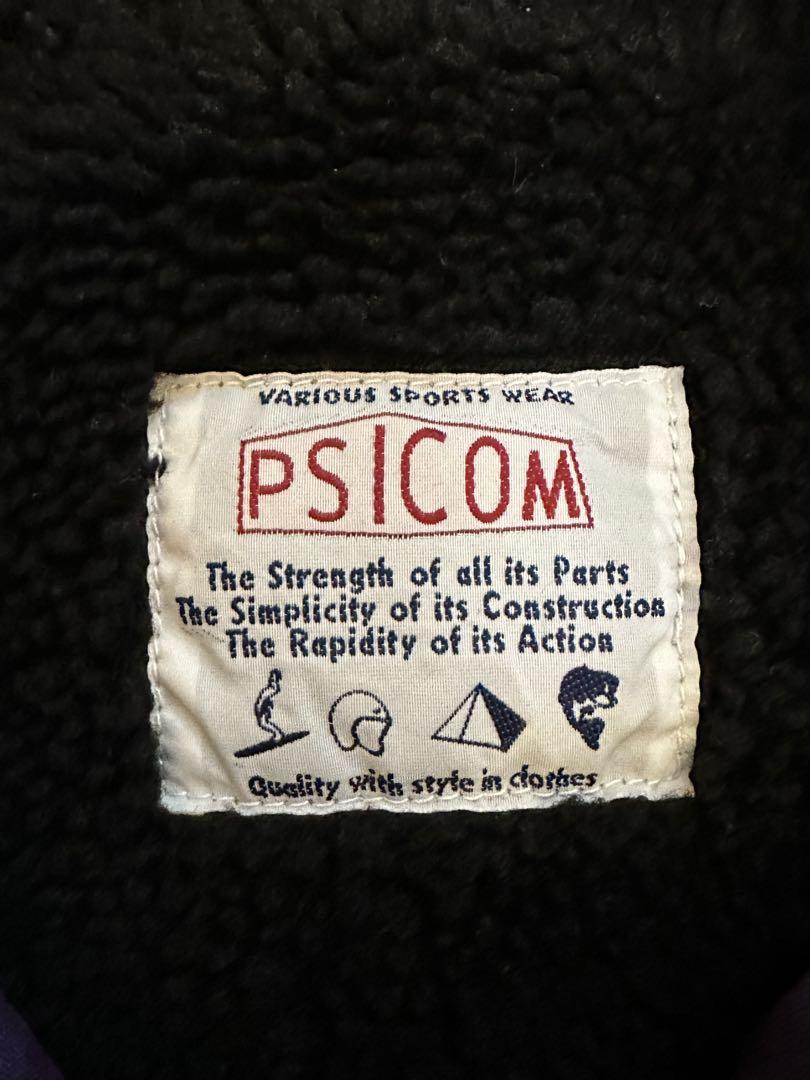 VARIOUS SPORTS WEAR
PSICOM
The Strength of all its Parts
The Simplicity of its Construction
The Rapidity of its Action
Quality with style in clothes